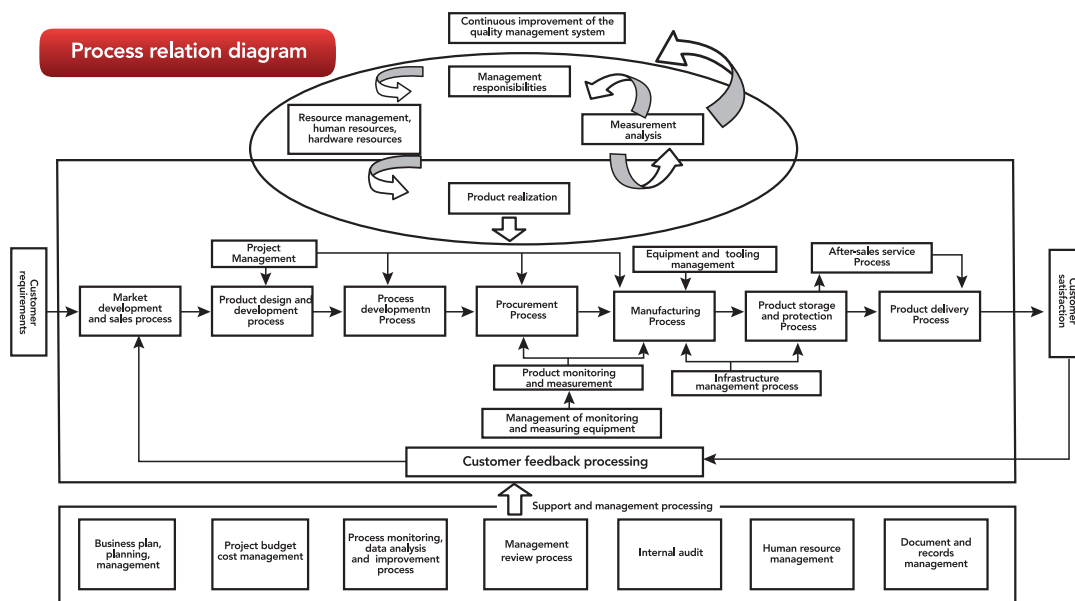 Process relation diagram
Continuous improvement of the
quality management system
Management
responisibilities
Resource management,
human resources,
hardware resources
Measurement
analysis
Product realization
Customer
requirements
Project
Management
Equipment and tooling
management
After-sales service
Process
Market
development
and sales process
Product design and
development
process
Process
developmentn
Process
Procurement
Process
Manufacturing
Process
Product storage
and protection
Process
Product delivery
Process
Customer
satisfaction
Product monitoring
and measurement
Infrastructure
management process
Management of monitoring
and measuring equipment
Customer feedback processing
Support and management processing
Business plan,
planning,
management
Project budget
cost management
Process monitoring,
data analysis
and improvement
process
Management
review process
Internal audit
Human resource
management
Document and
records
management